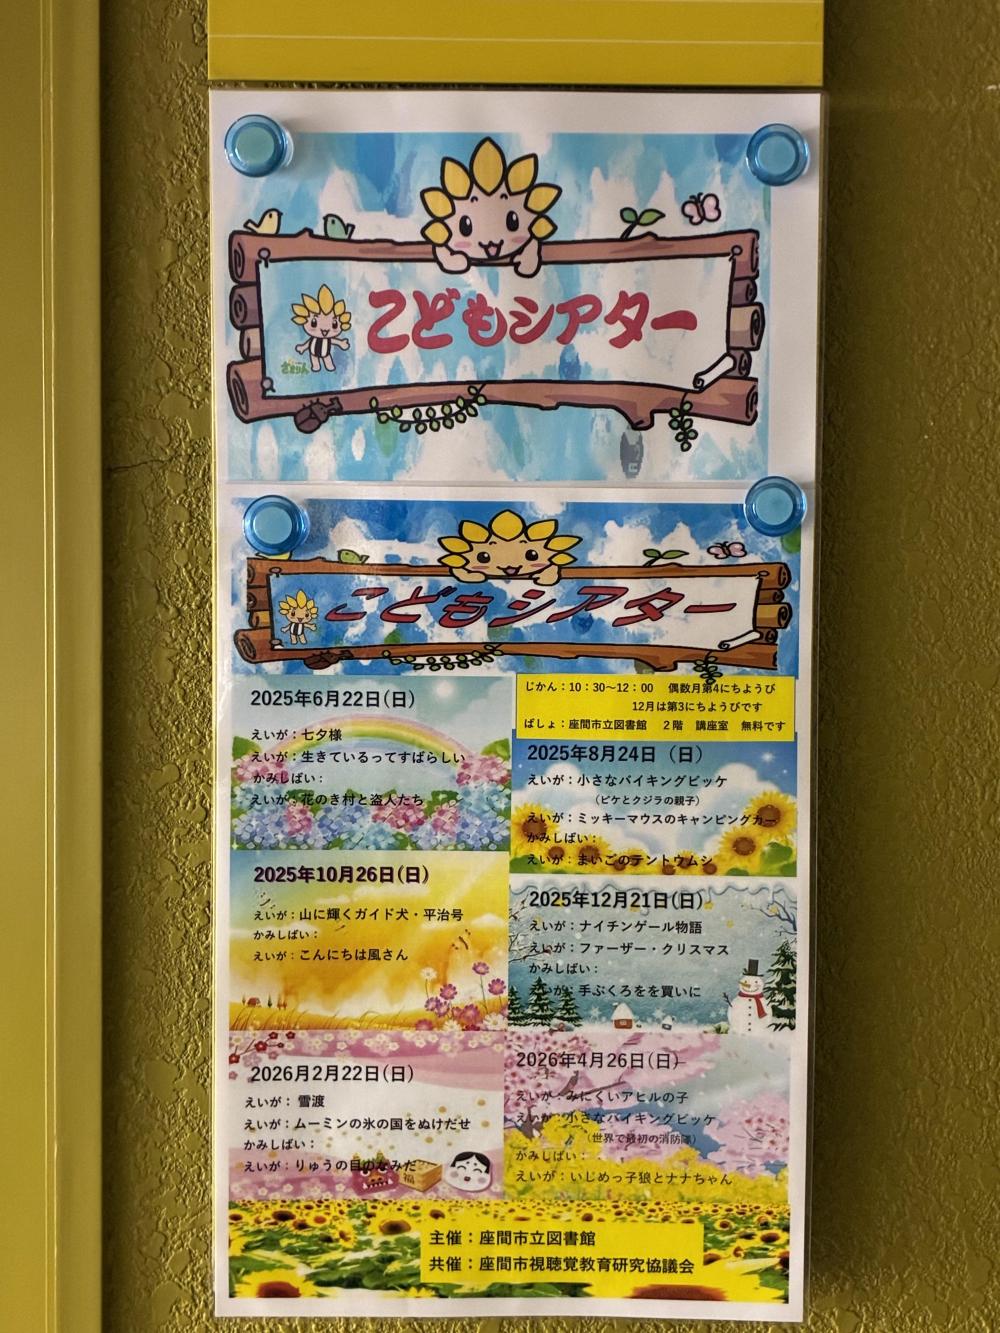 こどもシアター
ざまりん
こどもシアター
じかん：10：30～12：00　偶数月第4にちようび
12月は第3にちようびです
ばしょ：座間市立図書館　2階　講座室　無料です
2025年6月22日(日)
えいが：七夕様
えいが：生きているってすばらしい
かみしばい：
えいが：花のき村と盗人たち
2025年8月24日（日）
えいが：小さなバイキングビッケ
（ビケとクジラの親子）
えいが：ミッキーマウスのキャンピングカー
かみしばい：
えいが：まいごのテントウムシ
2025年10月26日(日)
えいが：山に輝くガイド犬・平治号
かみしばい：
えいが：こんにちは風さん
2025年12月21日(日)
えいが：ナイチンゲール物語
えいが：ファーザー・クリスマス
かみしばい：
えいが：手ぶくろをを買いに
2026月2月22日(日)
えいが：雪渡
えいが：ムーミンの氷の国をぬけだせ
かみしばい：
えいが：りゅうの目のなみだ
福
2026年4月26日(日)
えいが：みにくいアヒルの子
えいが：小さなバイキングビッケ
（世界で最初の消防隊）
かみしばい：
えいが：いじめっ子狼とナナちゃん
主催：座間市立図書館
共催：座間市視聴覚教育研究協議会